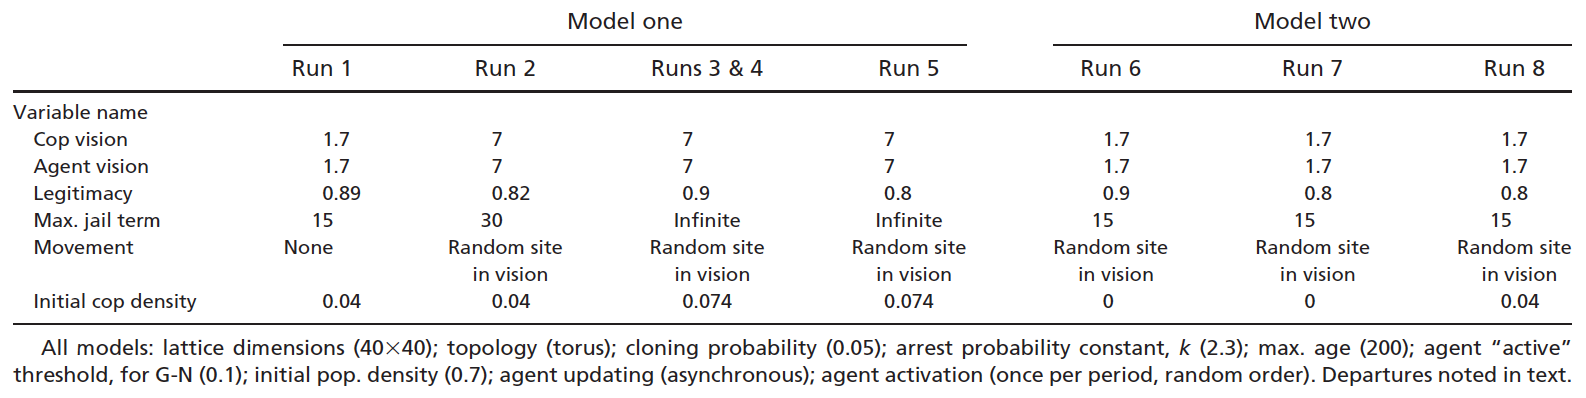 Model one Model two
Run 1 Run 2 Runs 3 & 4 Run 5 Run 6 Run 7 Run 8
Variable name
Cop vision 1.7 7 7 7 1.7 1.7 1.7
Agent vision 1.7 7 7 7 1.7 1.7 1.7
Legitimacy 0.89 0.82 0.9 0.8 0.9 0.8 0.8
Max. jail term 15 30 Infinite Infinite 15 15 15
Movement None Random site Random site Random site Random site Random site Random site
in vision in vision in vision in vision in vision in vision
Initial cop density 0.04 0.04 0.074 0.074 0 0 0.04
All models: lattice dimensions (40×40); topology (torus); cloning probability (0.05); arrest probability constant, k (2.3); max. age (200); agent “active”
threshold, for G-N (0.1); initial pop. density (0.7); agent updating (asynchronous); agent activation (once per period, random order). Departures noted in text.